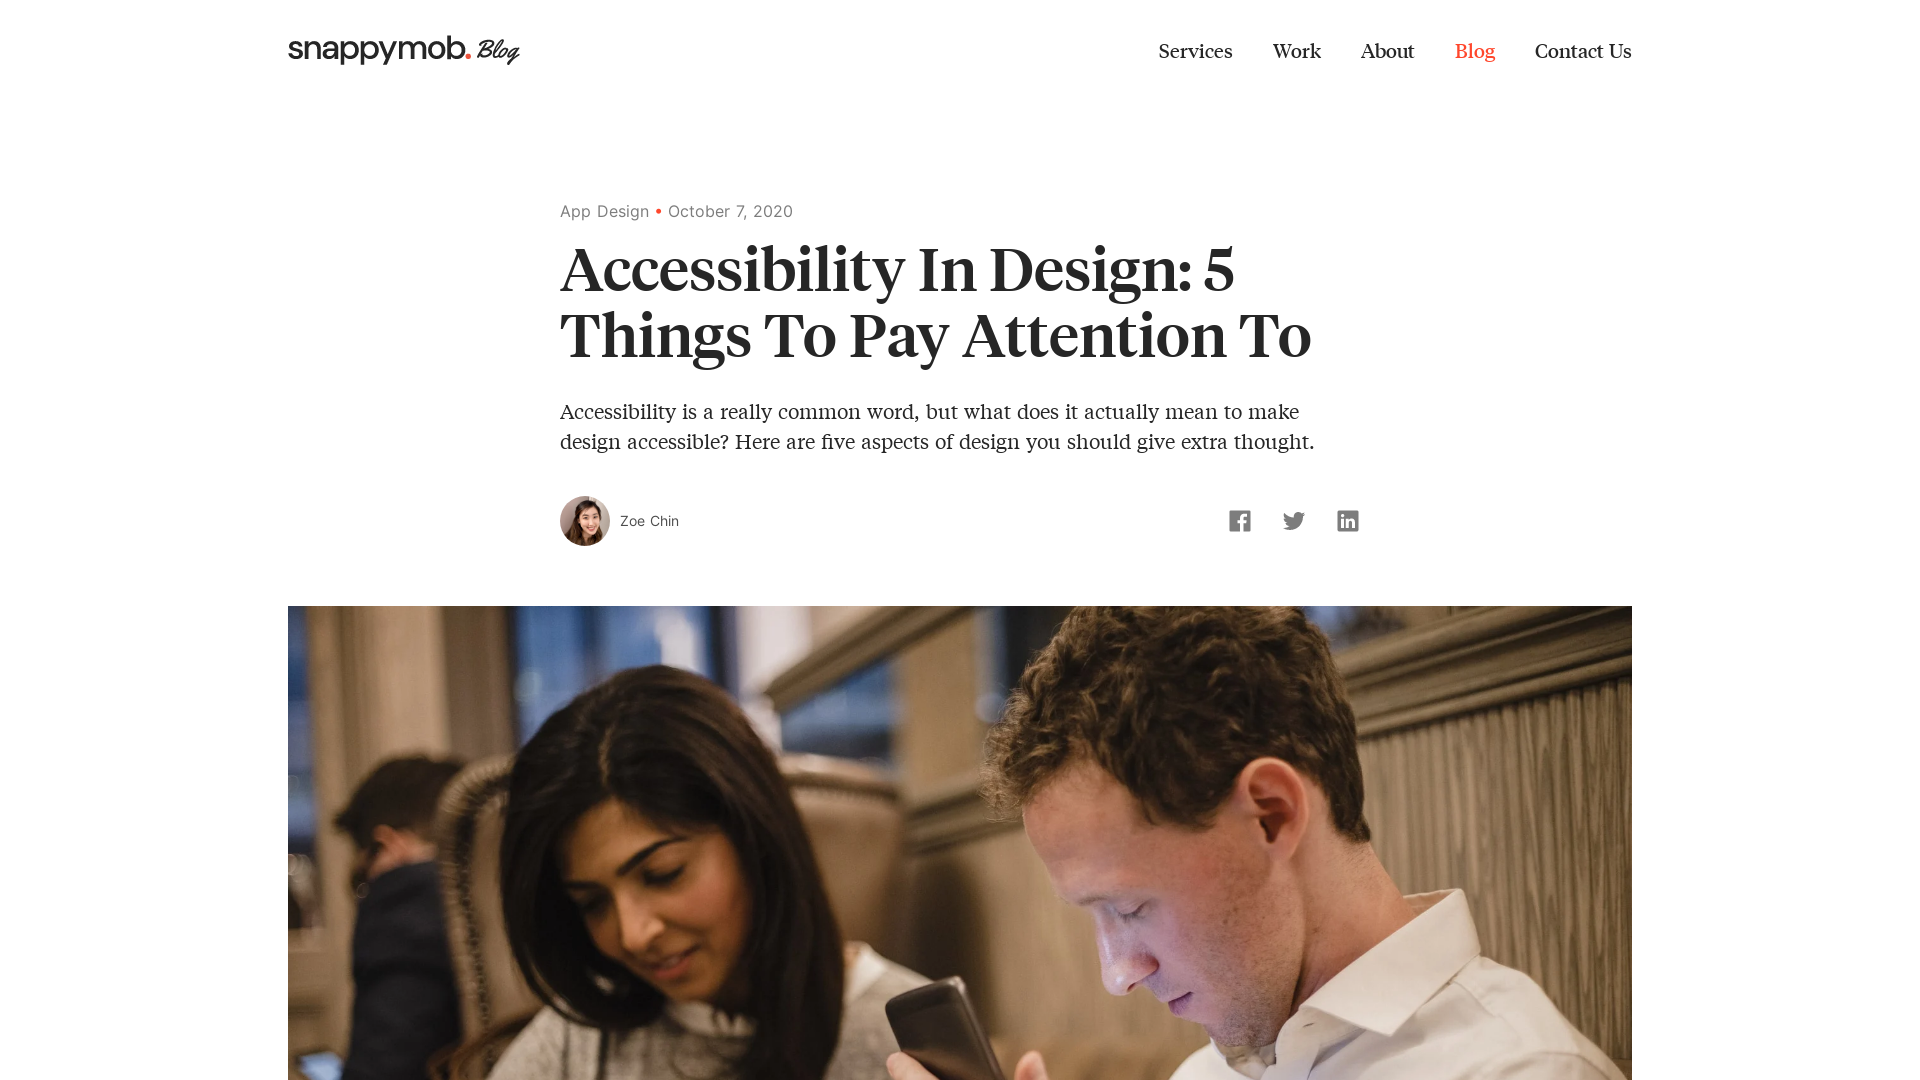 snappymob. Blog
Services Work About Blog Contact Us
App Design • October 7, 2020
Accessibility In Design: 5
Things To Pay Attention To
Accessibility is a really common word, but what does it actually mean to make
design accessible? Here are five aspects of design you should give extra thought.
Zoe Chin